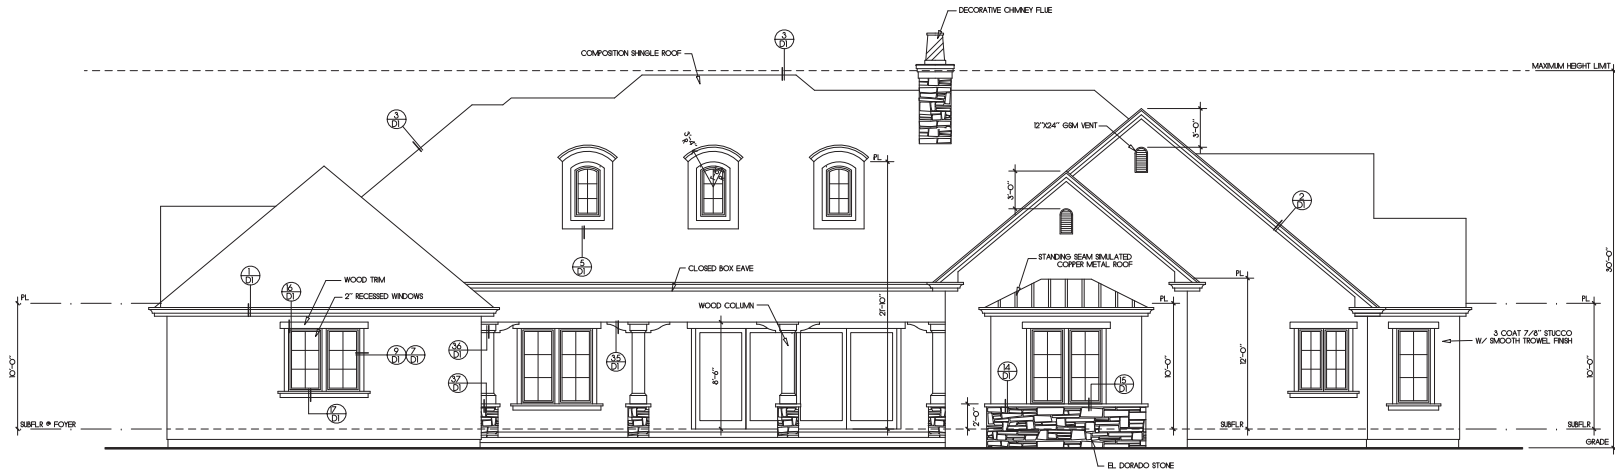 DECORATIVE CHIMNEY FLUE
3
D1
COMPOSITION SHINGLE ROOF
MAXIMUM HEIGHT LIMIT
3
D1
12"X24" GSM VENT
3'-0"
3'-4"
R
PL
3'-0"
2
D1
30'-0"
5
D1
1
D1
WOOD TRIM
CLOSED BOX EAVE
STANDING SEAM SIMULATED
COPPER METAL ROOF
PL
16
D1
2" RECESSED WINDOWS
PL
PL
PL
WOOD COLUMN
21'-10"
3 COAT 7/8" STUCCO
W/ SMOOTH TROWEL FINISH
36
D1
9
D1
7
D1
35
D1
10'-0"
8'-6"
10'-0"
12'-0"
10'-0"
14
D1
15
D1
37
D1
17
D1
2'-0"
SUBFLR @ FOYER
SUBFLR
SUBFLR
GRADE
EL DORADO STONE